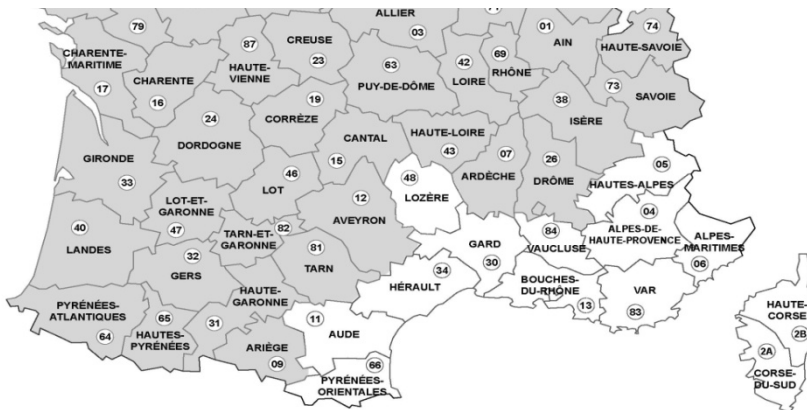 ALLIER
03
79
CREUSE
23
01
AIN
74
HAUTE-SAVOIE
CHARENTE-
MARITIME
17
CHARENTE
16
87
HAUTE-
VIENNE
63
PUY-DE-DÔME
42
LOIRE
69
RHÔNE
73
SAVOIE
19
CORRÈZE
38
ISÈRE
24
DORDOGNE
CANTAL
15
HAUTE-LOIRE
43
07
ARDÈCHE
26
DRÔME
05
HAUTES-ALPES
GIRONDE
33
46
LOT
48
LOZÈRE
LOT-ET-
GARONNE
47
12
AVEYRON
04
ALPES-DE-
HAUTE-PROVENCE
40
LANDES
TARN-ET-
GARONNE
82
81
TARN
GARD
30
84
VAUCLUSE
ALPES-
MARITIMES
06
32
GERS
34
HÉRAULT
BOUCHES-
DU-RHÔNE
13
VAR
83
HAUTE-
GARONNE
31
PYRÉNÉES-
ATLANTIQUES
64
65
HAUTES-
PYRÉNÉES
ARIÈGE
09
11
AUDE
66
PYRÉNÉES-
ORIENTALES
HAUTE-
CORSE
2B
2A
CORSE-
DU-SUD